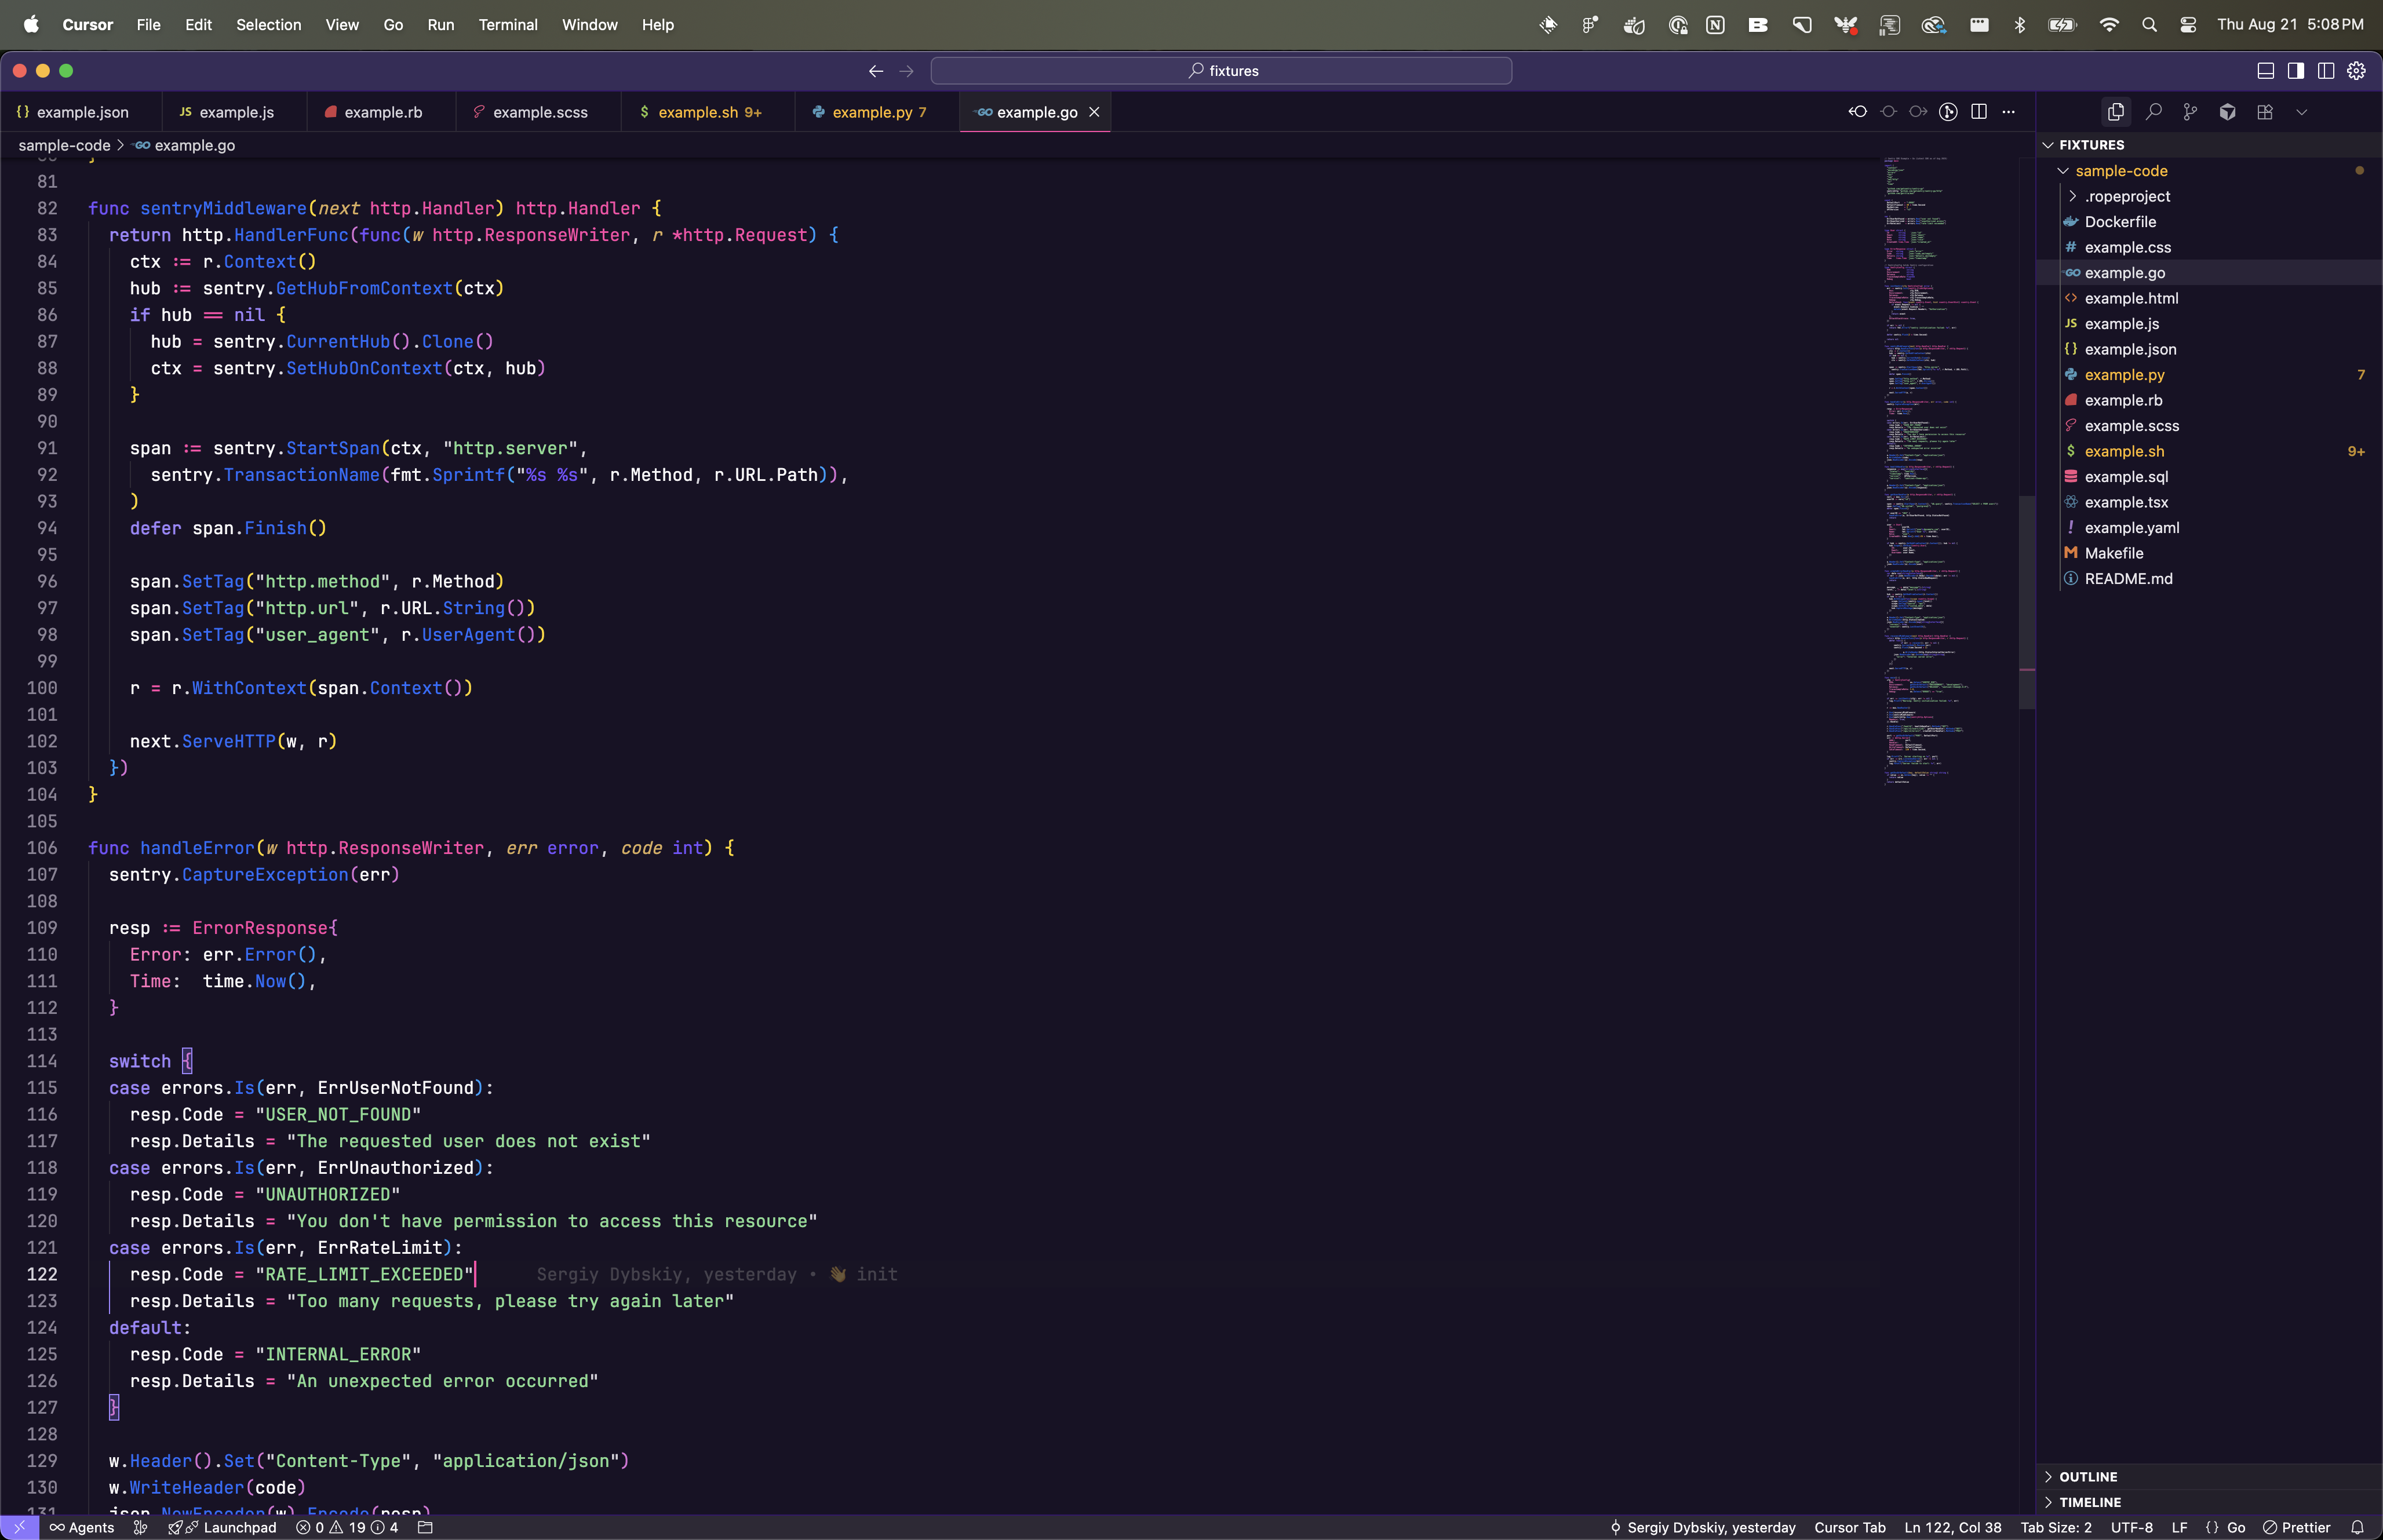 Cursor File Edit Selection View Go Run Terminal Window Help Thu Aug 21 5:08 PM
fixtures
example.json JS example.js example.rb example.scss $ example.sh 9+ example.py 7 GO example.go
sample-code > GO example.go
81
82 func sentryMiddleware(next http.Handler) http.Handler {
83 return http.HandlerFunc(func(w http.ResponseWriter, r *http.Request) {
84 ctx := r.Context()
85 hub := sentry.GetHubFromContext(ctx)
86 if hub == nil {
87 hub = sentry.CurrentHub().Clone()
88 ctx = sentry.SetHubOnContext(ctx, hub)
89 }
90
91 span := sentry.StartSpan(ctx, "http.server",
92 sentry.TransactionName(fmt.Sprintf("%s %s", r.Method, r.URL.Path)),
93 )
94 defer span.Finish()
95
96 span.SetTag("http.method", r.Method)
97 span.SetTag("http.url", r.URL.String())
98 span.SetTag("user_agent", r.UserAgent())
99
100 r = r.WithContext(span.Context())
101
102 next.ServeHTTP(w, r)
103 })
104 }
105
106 func handleError(w http.ResponseWriter, err error, code int) {
107 sentry.CaptureException(err)
108
109 resp := ErrorResponse{
110 Error: err.Error(),
111 Time: time.Now(),
112 }
113
114 switch {
115 case errors.Is(err, ErrUserNotFound):
116 resp.Code = "USER_NOT_FOUND"
117 resp.Details = "The requested user does not exist"
118 case errors.Is(err, ErrUnauthorized):
119 resp.Code = "UNAUTHORIZED"
120 resp.Details = "You don't have permission to access this resource"
121 case errors.Is(err, ErrRateLimit):
122 resp.Code = "RATE_LIMIT_EXCEEDED" Sergiy Dybskiy, yesterday • 👋 init
123 resp.Details = "Too many requests, please try again later"
124 default:
125 resp.Code = "INTERNAL_ERROR"
126 resp.Details = "An unexpected error occurred"
127 }
128
129 w.Header().Set("Content-Type", "application/json")
130 w.WriteHeader(code)
131 json.NewEncoder(w).Encode(resp)
FIXTURES
sample-code
.ropeproject
Dockerfile
# example.css
GO example.go
<> example.html
JS example.js
{} example.json
example.py 7
example.rb
example.scss
$ example.sh 9+
example.sql
example.tsx
! example.yaml
M Makefile
README.md
OUTLINE
TIMELINE
Agents Launchpad 0 19 4 Sergiy Dybskiy, yesterday Cursor Tab Ln 122, Col 38 Tab Size: 2 UTF-8 LF {} Go Prettier